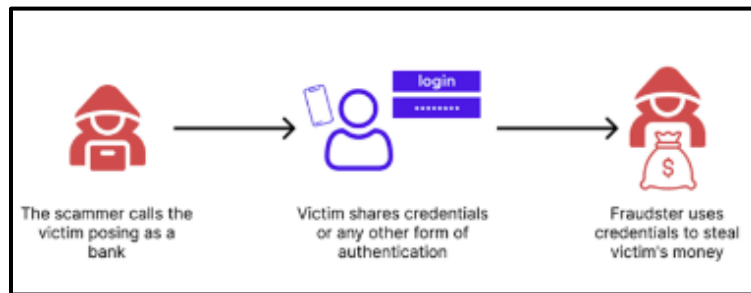 login
********
The scammer calls the
victim posing as a
bank
Victim shares credentials
or any other form of
authentication
$
Fraudster uses
credentials to steal
victim's money